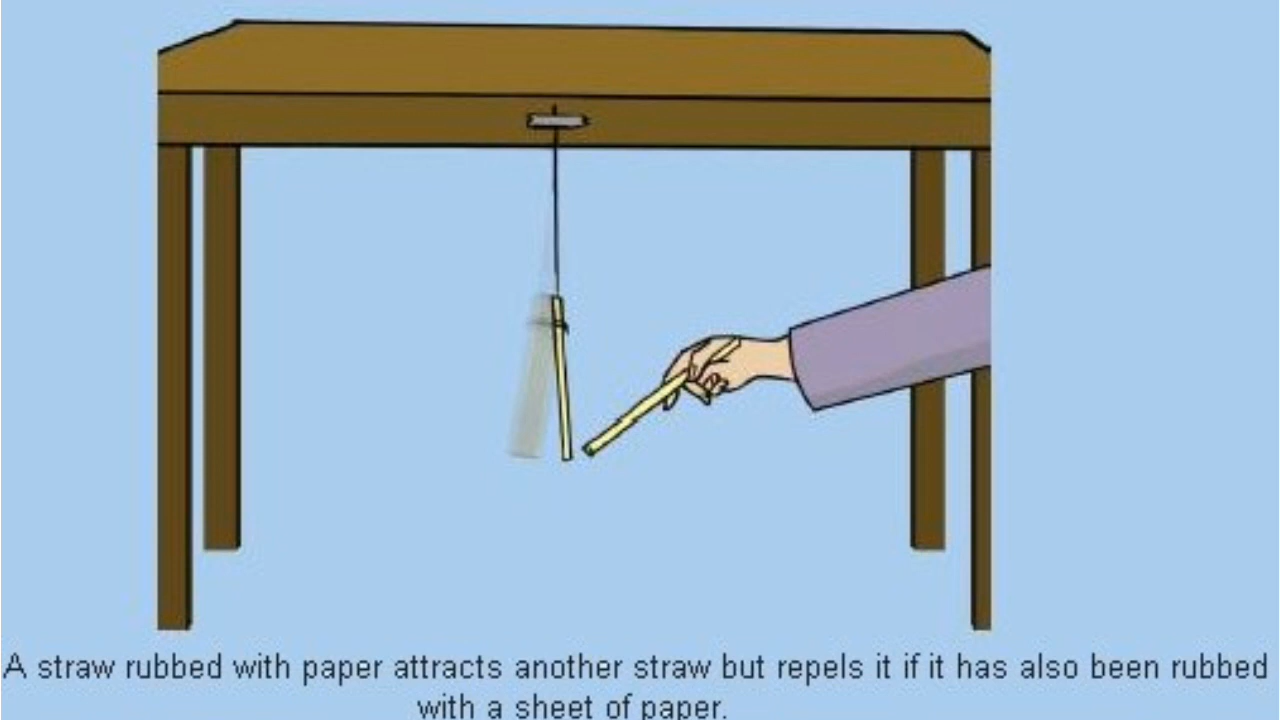 A straw rubbed with paper attracts another straw but repels it if it has also been rubbed
with a sheet of paper.